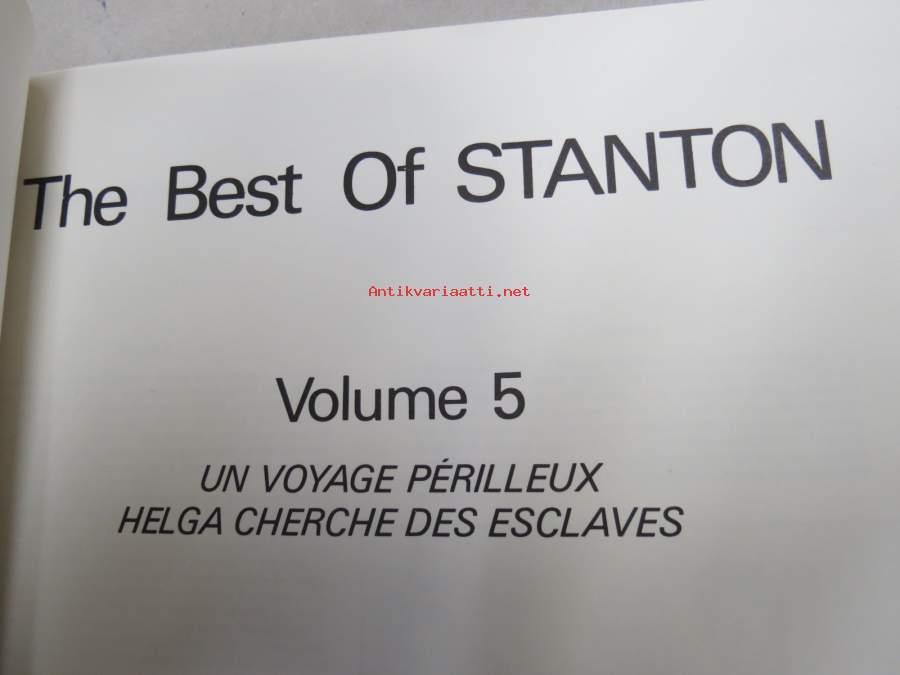 The Best Of STANTON
Antikvariaatti.net
Volume 5
UN VOYAGE PÉRILLEUX
HELGA CHERCHE DES ESCLAVES